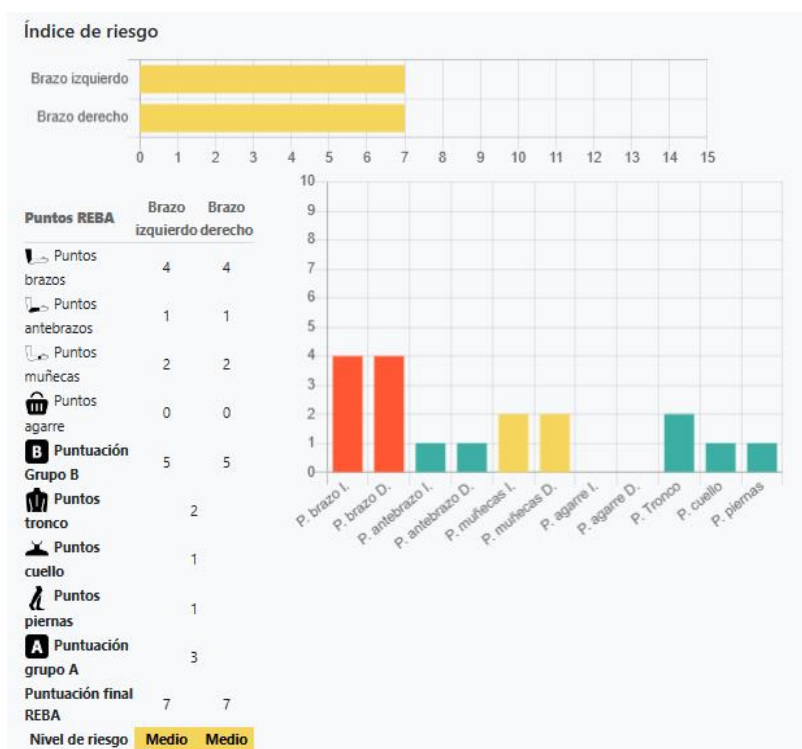 Índice de riesgo
Brazo izquierdo
Brazo derecho
0 1 2 3 4 5 6 7 8 9 10 11 12 13 14 15
Puntos REBA
Brazo izquierdo
Brazo derecho
Puntos brazos 4 4
Puntos antebrazos 1 1
Puntos muñecas 2 2
Puntos agarre 0 0
B Puntuación Grupo B 5 5
Puntos tronco 2
Puntos cuello 1
Puntos piernas 1
A Puntuación grupo A 3
Puntuación final REBA 7 7
Nivel de riesgo Medio Medio
10
9
8
7
6
5
4
3
2
1
0
P. brazo I.
P. brazo D.
P. antebrazo I.
P. antebrazo D.
P. muñecas I.
P. muñecas D.
P. agarre I.
P. agarre D.
P. Tronco
P. cuello
P. piernas